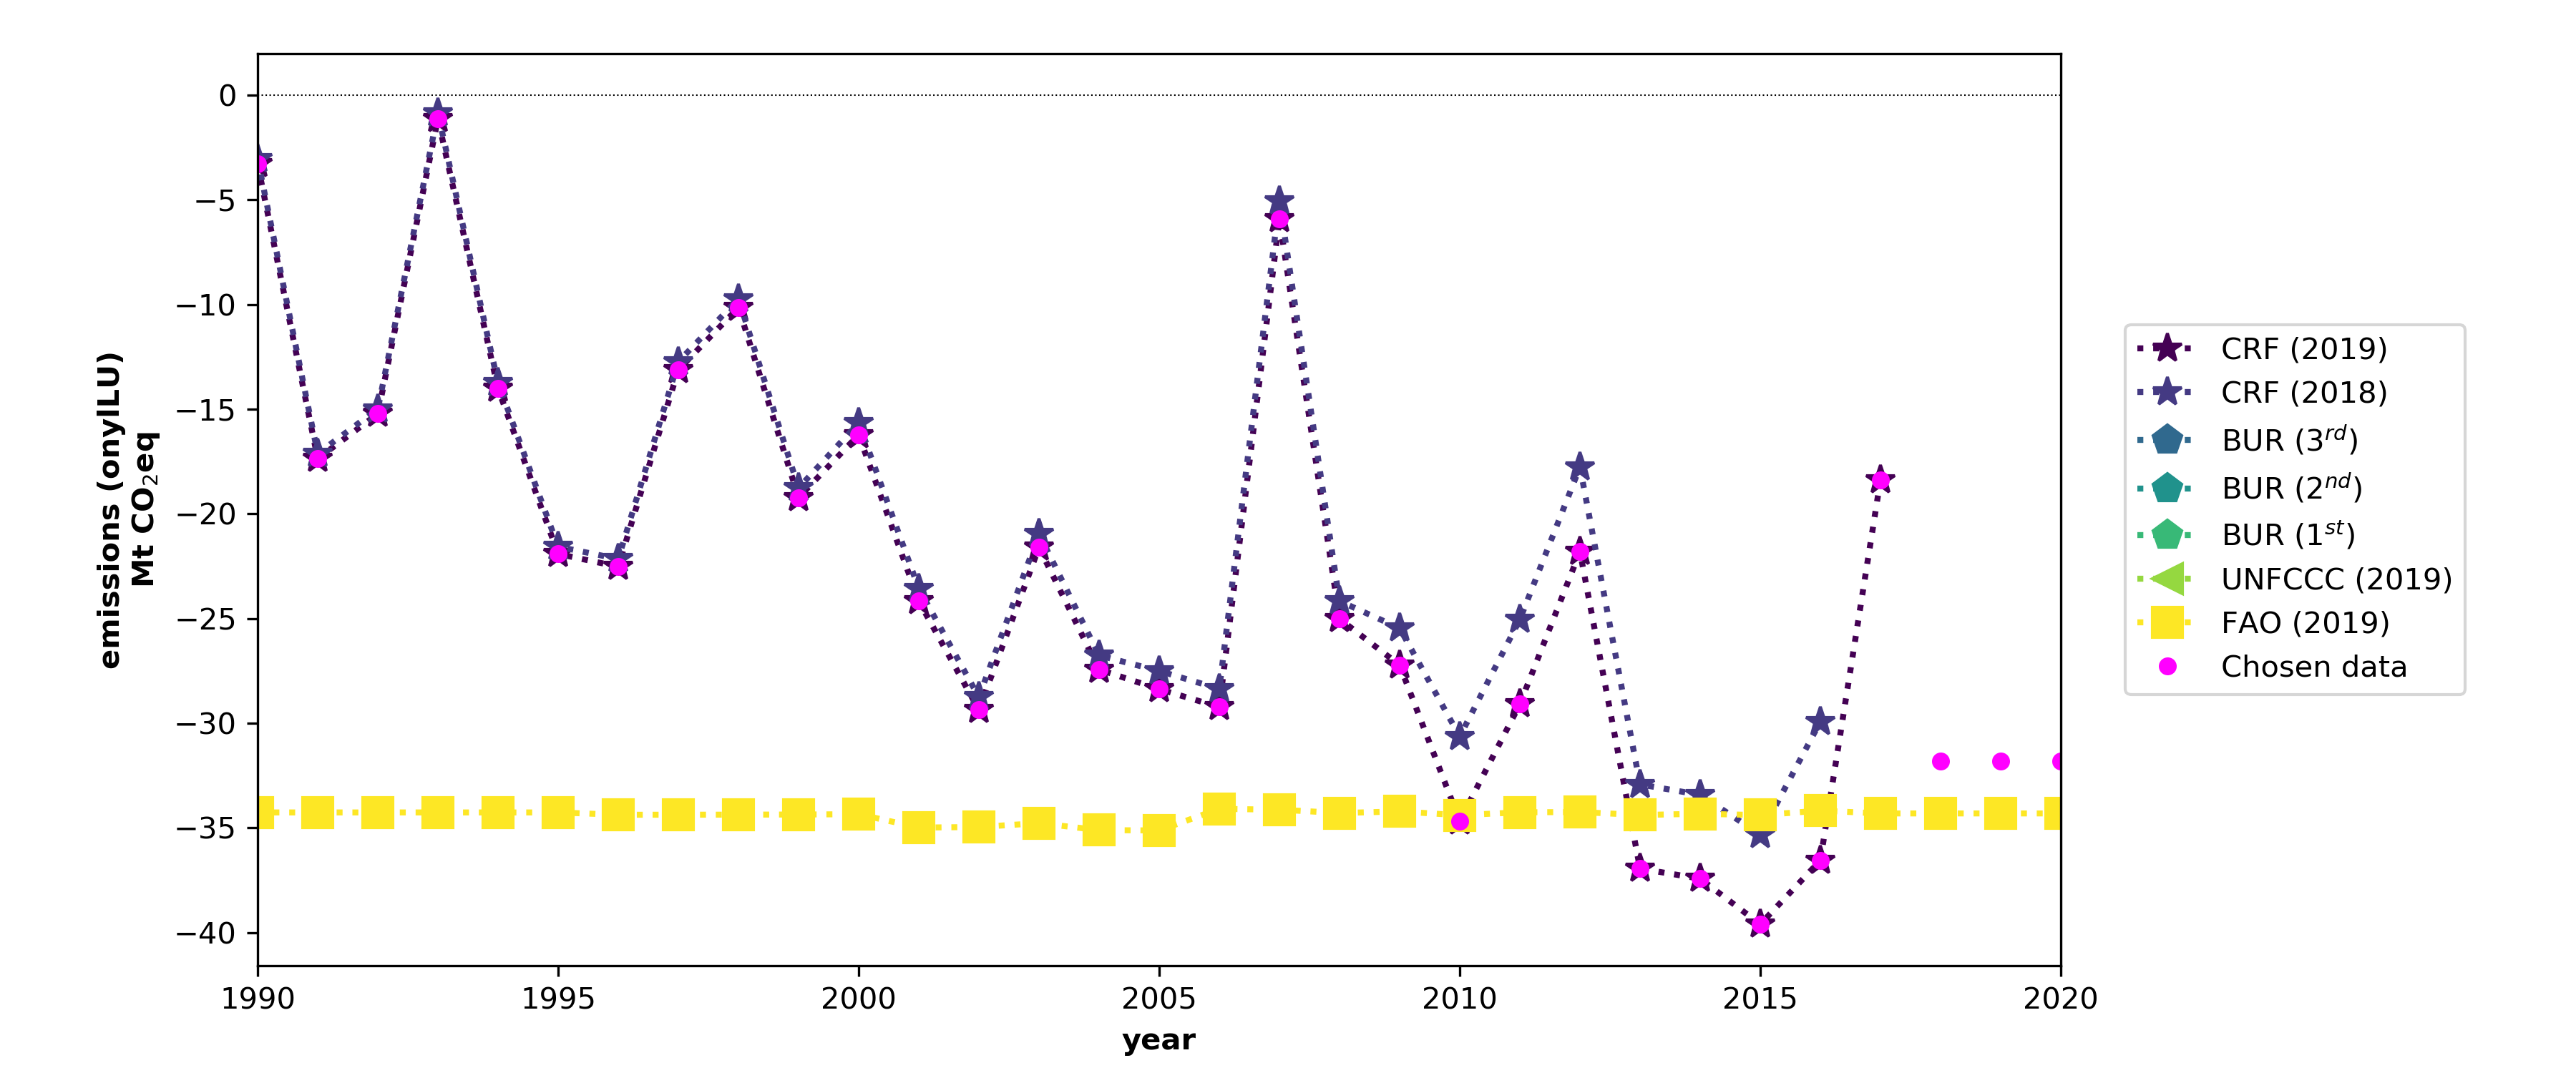 0
−5
−10
−15
−20
−25
−30
−35
−40
emissions (onylLU)
Mt CO₂eq
1990 1995 2000 2005 2010 2015 2020
year
CRF (2019)
CRF (2018)
BUR (3ʳᵈ)
BUR (2ⁿᵈ)
BUR (1ˢᵗ)
UNFCCC (2019)
FAO (2019)
Chosen data